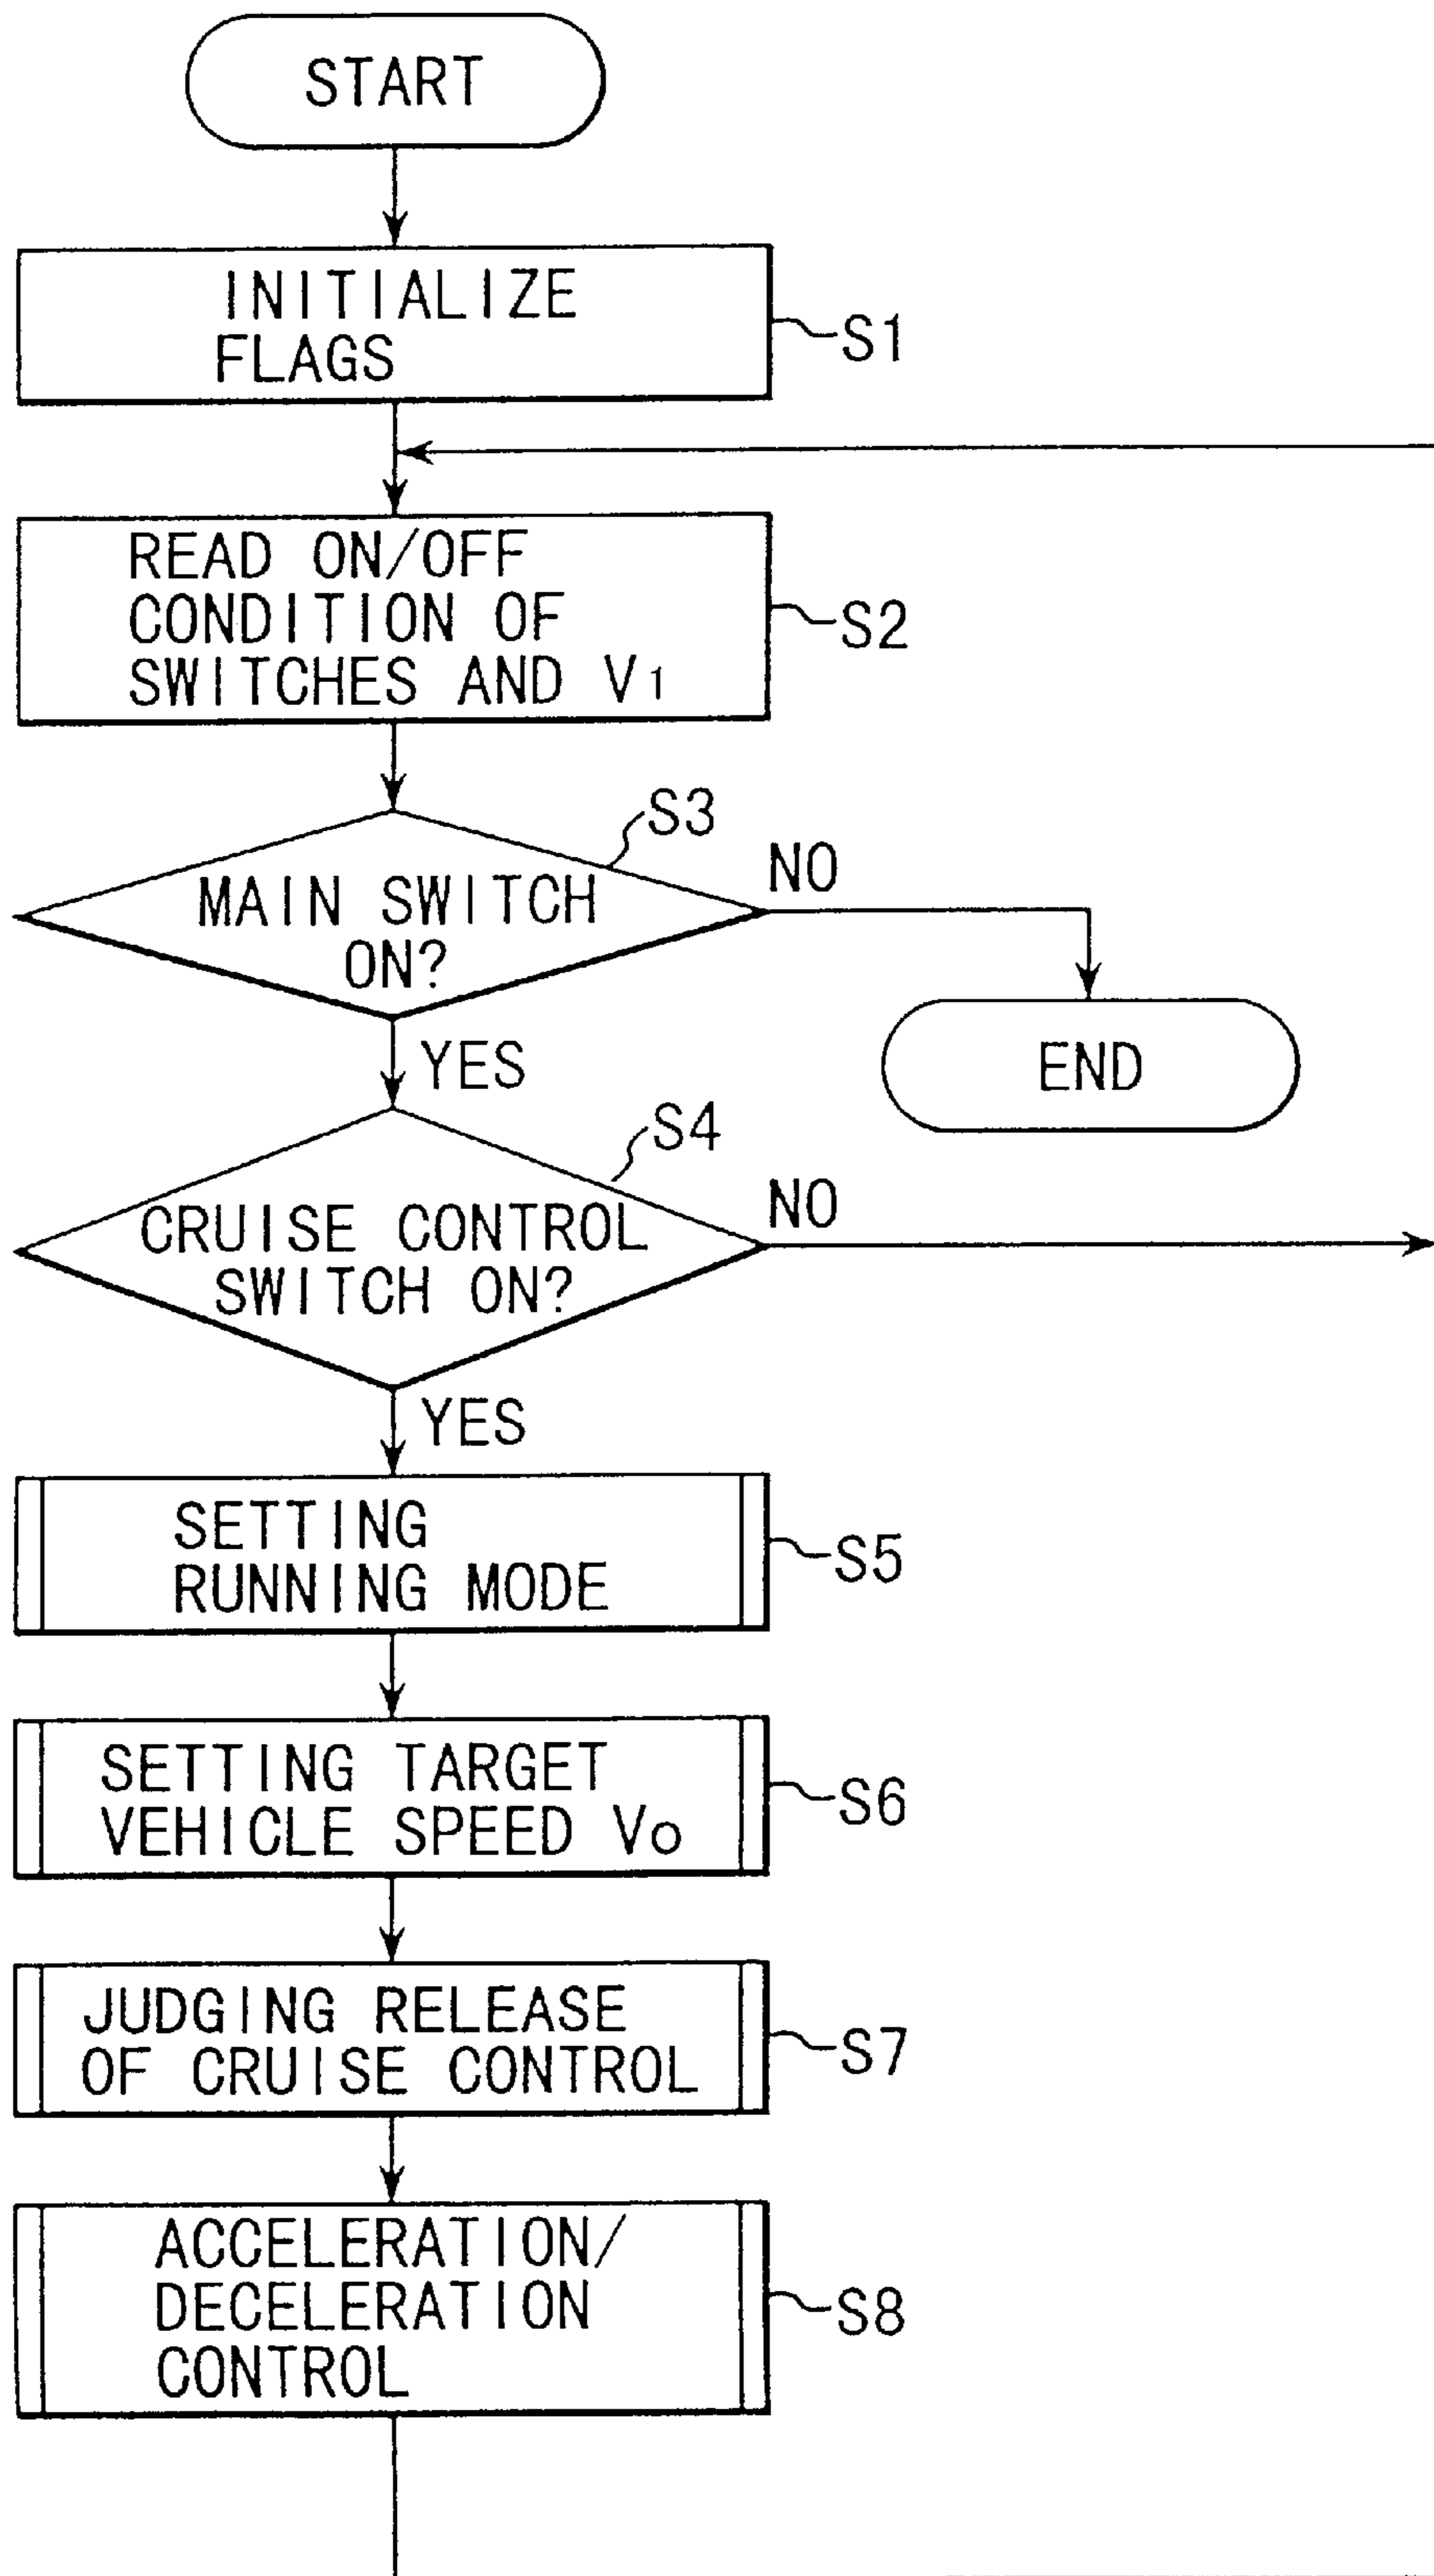 START
INITIALIZE
FLAGS
S1
READ ON/OFF
CONDITION OF
SWITCHES AND V1
S2
S3
MAIN SWITCH
ON?
NO
YES
END
S4
CRUISE CONTROL
SWITCH ON?
NO
YES
SETTING
RUNNING MODE
S5
SETTING TARGET
VEHICLE SPEED Vo
S6
JUDGING RELEASE
OF CRUISE CONTROL
S7
ACCELERATION/
DECELERATION
CONTROL
S8